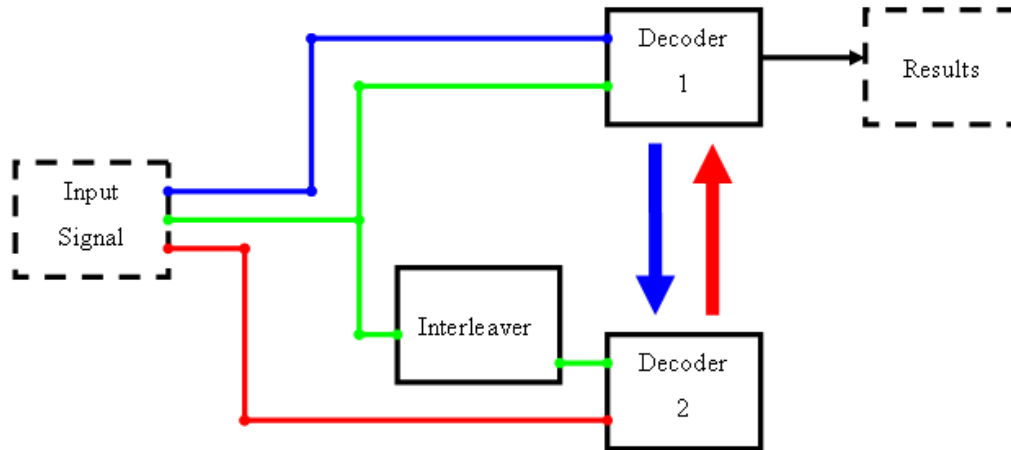 Decoder
1
Results
Input
Signal
Interleaver
Decoder
2